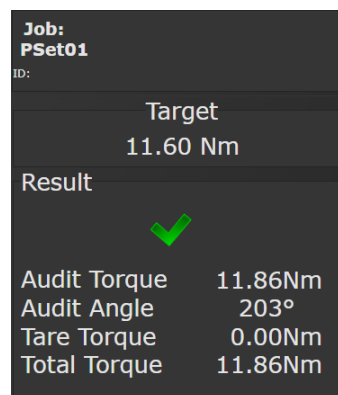 Job:
PSet01
ID:
Target
11.60 Nm
Result
Audit Torque 11.86Nm
Audit Angle 203°
Tare Torque 0.00Nm
Total Torque 11.86Nm